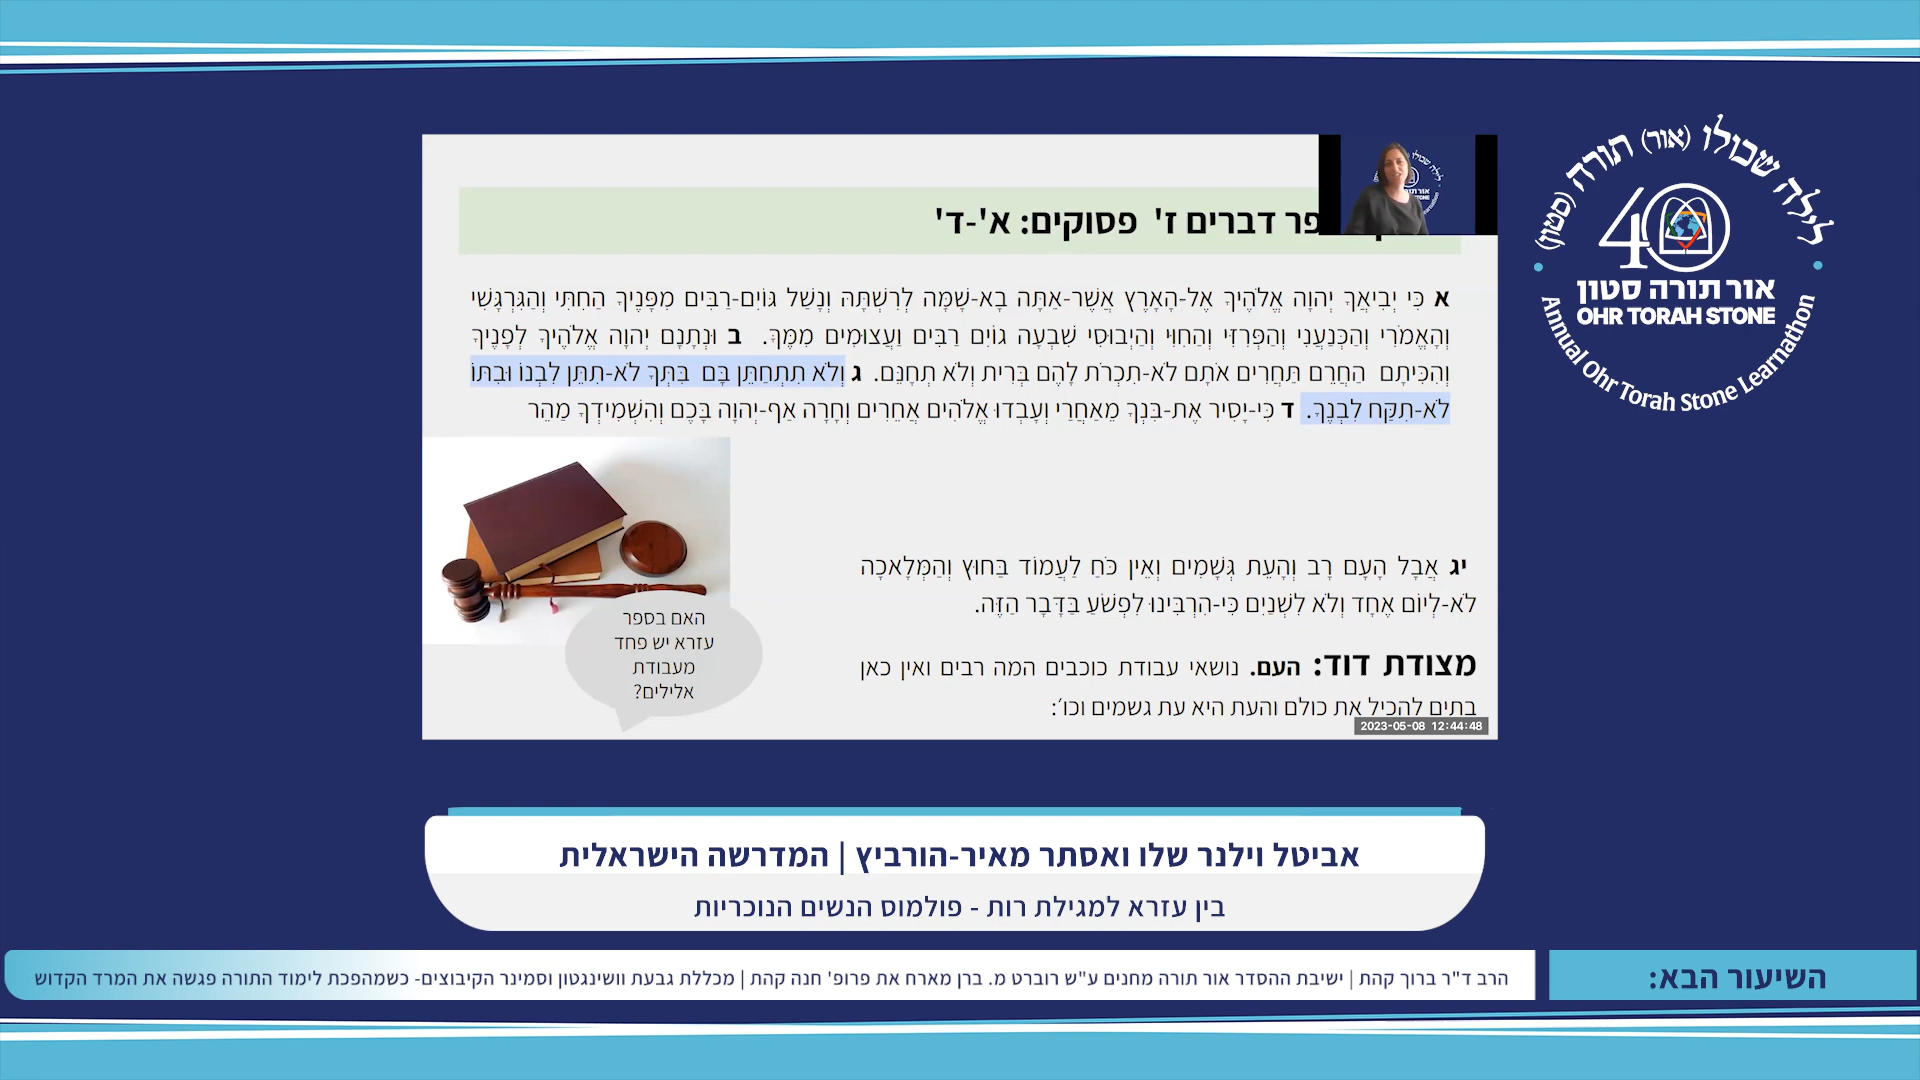 לילה שכולו (אור) תורה (סטון)
40
אור תורה סטון
OHR TORAH STONE
Annual Ohr Torah Stone Learnathon
פר דברים ז' פסוקים: א'-ד'
א כִּי יְבִיאֲךָ יְהוָה אֱלֹהֶיךָ אֶל-הָאָרֶץ אֲשֶׁר-אַתָּה בָא-שָׁמָּה לְרִשְׁתָּהּ וְנָשַׁל גּוֹיִם-רַבִּים מִפָּנֶיךָ הַחִתִּי וְהַגִּרְגָּשִׁי
וְהָאֱמֹרִי וְהַכְּנַעֲנִי וְהַפְּרִזִּי וְהַחִוִּי וְהַיְבוּסִי שִׁבְעָה גוֹיִם רַבִּים וַעֲצוּמִים מִמֶּךָּ. ב וּנְתָנָם יְהוָה אֱלֹהֶיךָ לְפָנֶיךָ
וְהִכִּיתָם הַחֲרֵם תַּחֲרִים אֹתָם לֹא-תִכְרֹת לָהֶם בְּרִית וְלֹא תְחָנֵּם. ג וְלֹא תִתְחַתֵּן בָּם בִּתְּךָ לֹא-תִתֵּן לִבְנוֹ וּבִתּוֹ
לֹא-תִקַּח לִבְנֶךָ. ד כִּי-יָסִיר אֶת-בִּנְךָ מֵאַחֲרַי וְעָבְדוּ אֱלֹהִים אֲחֵרִים וְחָרָה אַף-יְהוָה בָּכֶם וְהִשְׁמִידְךָ מַהֵר
יג אֲבָל הָעָם רָב וְהָעֵת גְּשָׁמִים וְאֵין כֹּחַ לַעֲמוֹד בַּחוּץ וְהַמְּלָאכָה
לֹא-לְיוֹם אֶחָד וְלֹא לִשְׁנַיִם כִּי-הִרְבִּינוּ לִפְשֹׁעַ בַּדָּבָר הַזֶּה.
מצודת דוד: העם. נושאי עבודת כוכבים המה רבים ואין כאן
בתים להכיל את כולם והעת היא עת גשמים וכו׳:
האם בספר
עזרא יש פחד
מעבודת
אלילים?
2023-05-08 12:44:48
אביטל וילנר שלו ואסתר מאיר-הורביץ | המדרשה הישראלית
בין עזרא למגילת רות - פולמוס הנשים הנוכריות
השיעור הבא:
הרב ד"ר ברוך קהת | ישיבת ההסדר אור תורה מחנים ע"ש רוברט מ. ברן מארח את פרופ' חנה קהת | מכללת גבעת וושינגטון וסמינר הקיבוצים- כשמהפכת לימוד התורה פגשה את המרד הקדוש